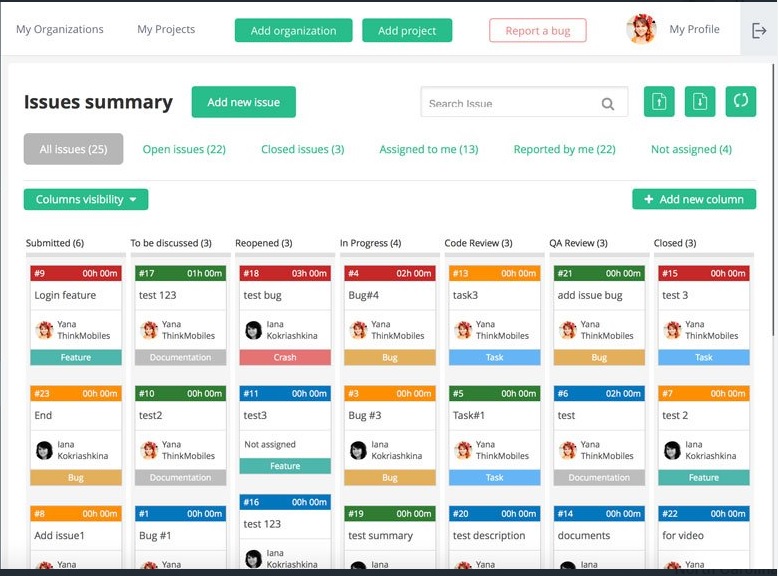 My Organizations My Projects Add organization Add project Report a bug My Profile
Issues summary Add new issue Search Issue
All issues (25) Open issues (22) Closed issues (3) Assigned to me (13) Reported by me (22) Not assigned (4)
Columns visibility + Add new column
Submitted (6) To be discussed (3) Reopened (3) In Progress (4) Code Review (3) QA Review (3) Closed (3)
#9 00h 00m #17 01h 00m #18 03h 00m #4 02h 00m #13 00h 00m #21 00h 00m #15 00h 00m
Login feature test 123 test bug Bug#4 task3 add issue bug test 3
Yana Yana Iana Yana Yana Yana Yana
ThinkMobiles ThinkMobiles Kokriashkina ThinkMobiles ThinkMobiles ThinkMobiles ThinkMobiles
Feature Documentation Crash Bug Task Bug Task
#23 00h 00m #10 00h 00m #11 00h 00m #3 00h 00m #5 00h 00m #6 02h 00m #7 00h 00m
End test2 test3 Bug #3 Task#1 test test 2
Iana Yana Not assigned Iana Yana Yana Iana
Kokriashkina ThinkMobiles Kokriashkina ThinkMobiles ThinkMobiles Kokriashkina
Bug Documentation Feature Bug Task Documentation Feature
#8 00h 00m #1 00h 00m #16 00h 00m #19 00h 00m #20 00h 00m #14 00h 00m #22 00h 00m
Add issue1 Bug #1 test 123 test summary test description documents for video
Yana Yana Iana Yana Yana Iana Yana
Kokriashkina